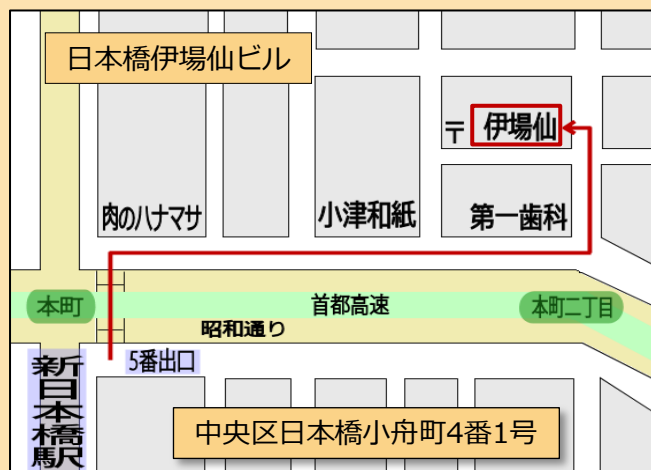 日本橋伊場仙ビル
〒 伊場仙
肉のハナマサ
小津和紙
第一歯科
本町
首都高速
本町二丁目
昭和通り
5番出口
新日本橋駅
中央区日本橋小舟町4番1号